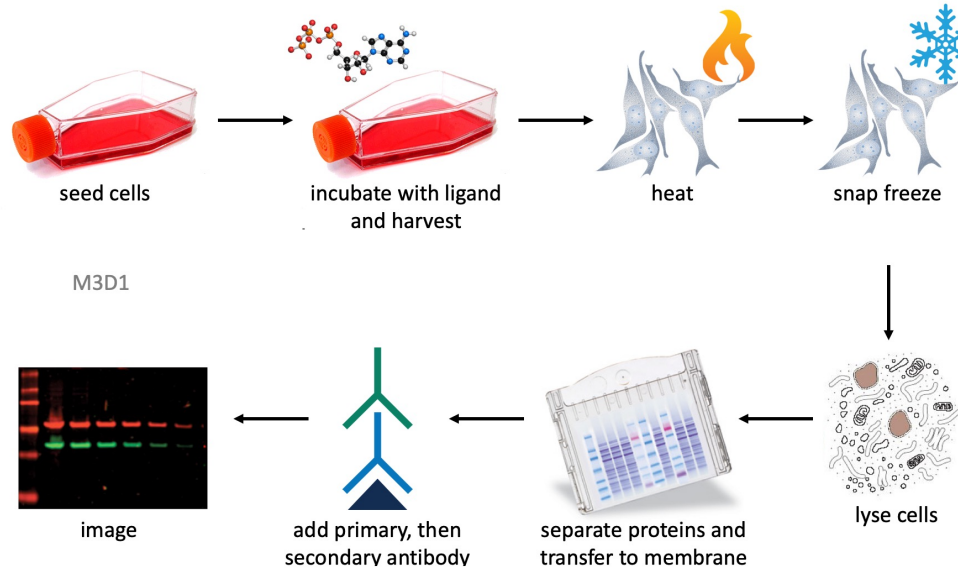 seed cells
incubate with ligand
and harvest
heat
snap freeze
M3D1
lyse cells
separate proteins and
transfer to membrane
add primary, then
secondary antibody
image